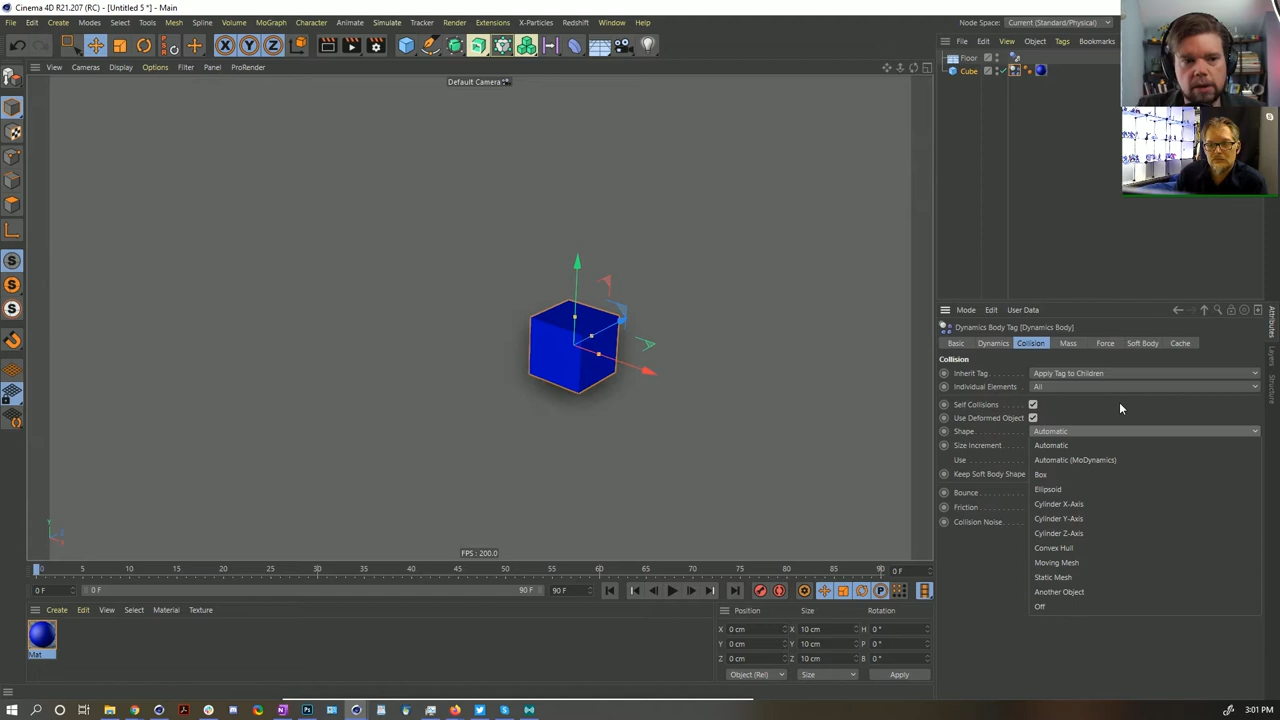 Cinema 4D R21.207 (RC) - [Untitled 5 *] - Main
File Edit Create Modes Select Tools Mesh Spline Volume MoGraph Character Animate Simulate Tracker Render Extensions X-Particles Redshift Window Help
Node Space: Current (Standard/Physical)
X Y Z
File Edit View Object Tags Bookmarks
View Cameras Display Options Filter Panel ProRender
Default Camera
Floor
Cube
Mode Edit User Data
Dynamics Body Tag [Dynamics Body]
Basic Dynamics Collision Mass Force Soft Body Cache
Collision
Inherit Tag Apply Tag to Children
Individual Elements All
Self Collisions
Use Deformed Object
Shape Automatic
Size Increment
Use
Keep Soft Body Shape
Bounce
Friction
Collision Noise
Automatic
Automatic (MoDynamics)
Box
Ellipsoid
Cylinder X-Axis
Cylinder Y-Axis
Cylinder Z-Axis
Convex Hull
Moving Mesh
Static Mesh
Another Object
Off
Attributes
Layers
Structure
S
S
S
Y
Z
FPS : 200.0
0 5 10 15 20 25 30 35 40 45 50 55 60 65 70 75 80 85 90 0 F
0 F 0 F 90 F 90 F
P
Create Edit View Select Material Texture
Mat
Position Size Rotation
X 0 cm X 10 cm H 0 °
Y 0 cm Y 10 cm P 0 °
Z 0 cm Z 10 cm B 0 °
Object (Rel) Size Apply
3:01 PM